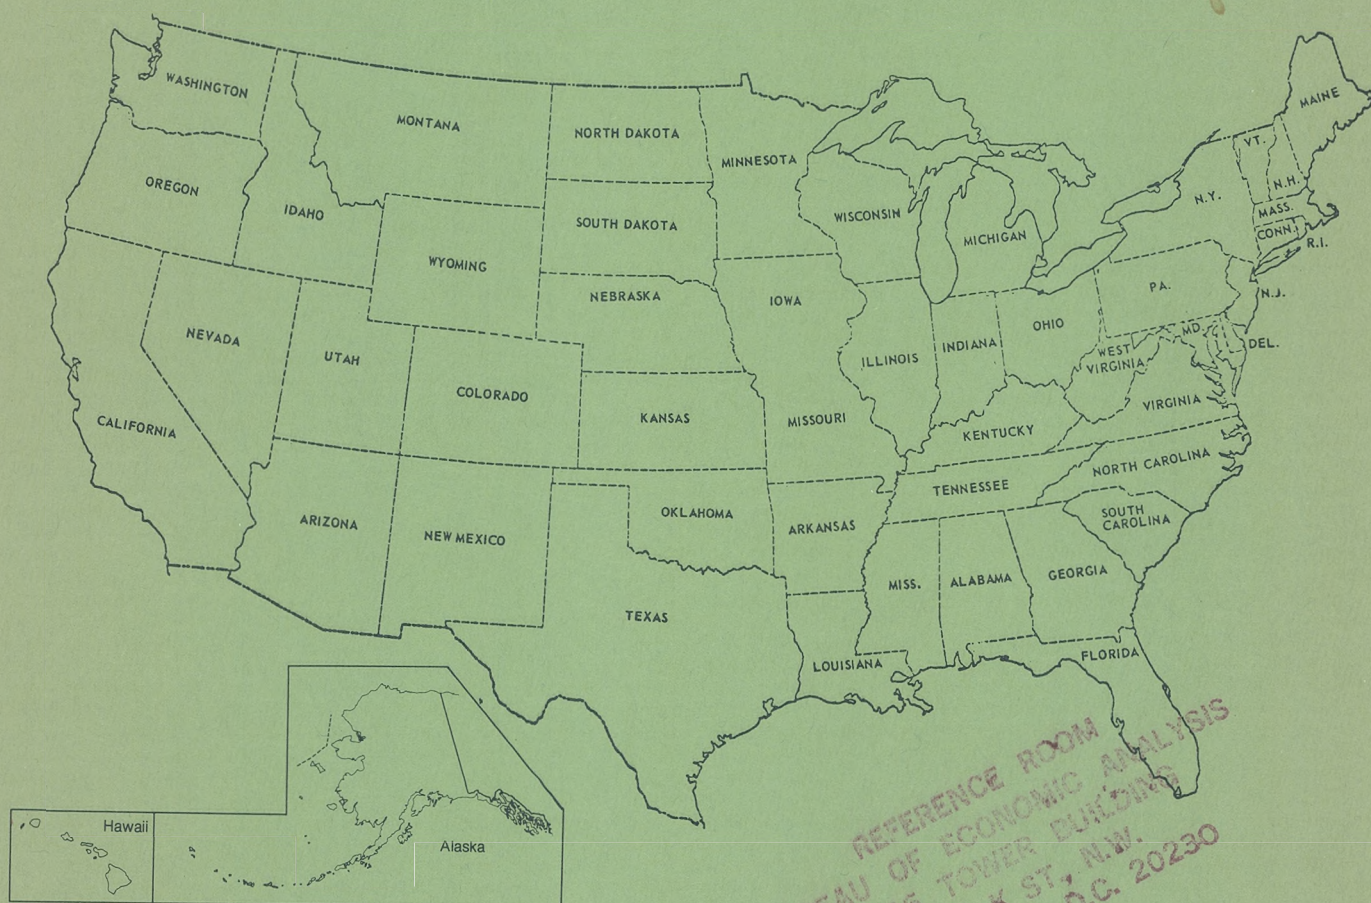 WASHINGTON
MONTANA
NORTH DAKOTA
MINNESOTA
MAINE
VT.
N.H.
OREGON
IDAHO
WISCONSIN
MICHIGAN
N.Y.
MASS.
CONN.
R.I.
SOUTH DAKOTA
WYOMING
NEBRASKA
IOWA
PA.
N.J.
NEVADA
UTAH
COLORADO
KANSAS
MISSOURI
ILLINOIS
INDIANA
OHIO
MD.
DEL.
WEST
VIRGINIA
VIRGINIA
CALIFORNIA
KENTUCKY
NORTH CAROLINA
TENNESSEE
SOUTH
CAROLINA
ARIZONA
NEW MEXICO
OKLAHOMA
ARKANSAS
MISS.
ALABAMA
GEORGIA
TEXAS
LOUISIANA
FLORIDA
Hawaii
Alaska
REFERENCE ROOM
OF ECONOMIC ANALYSIS
TOWER BUILDING
K ST., N.W.
D.C. 20230